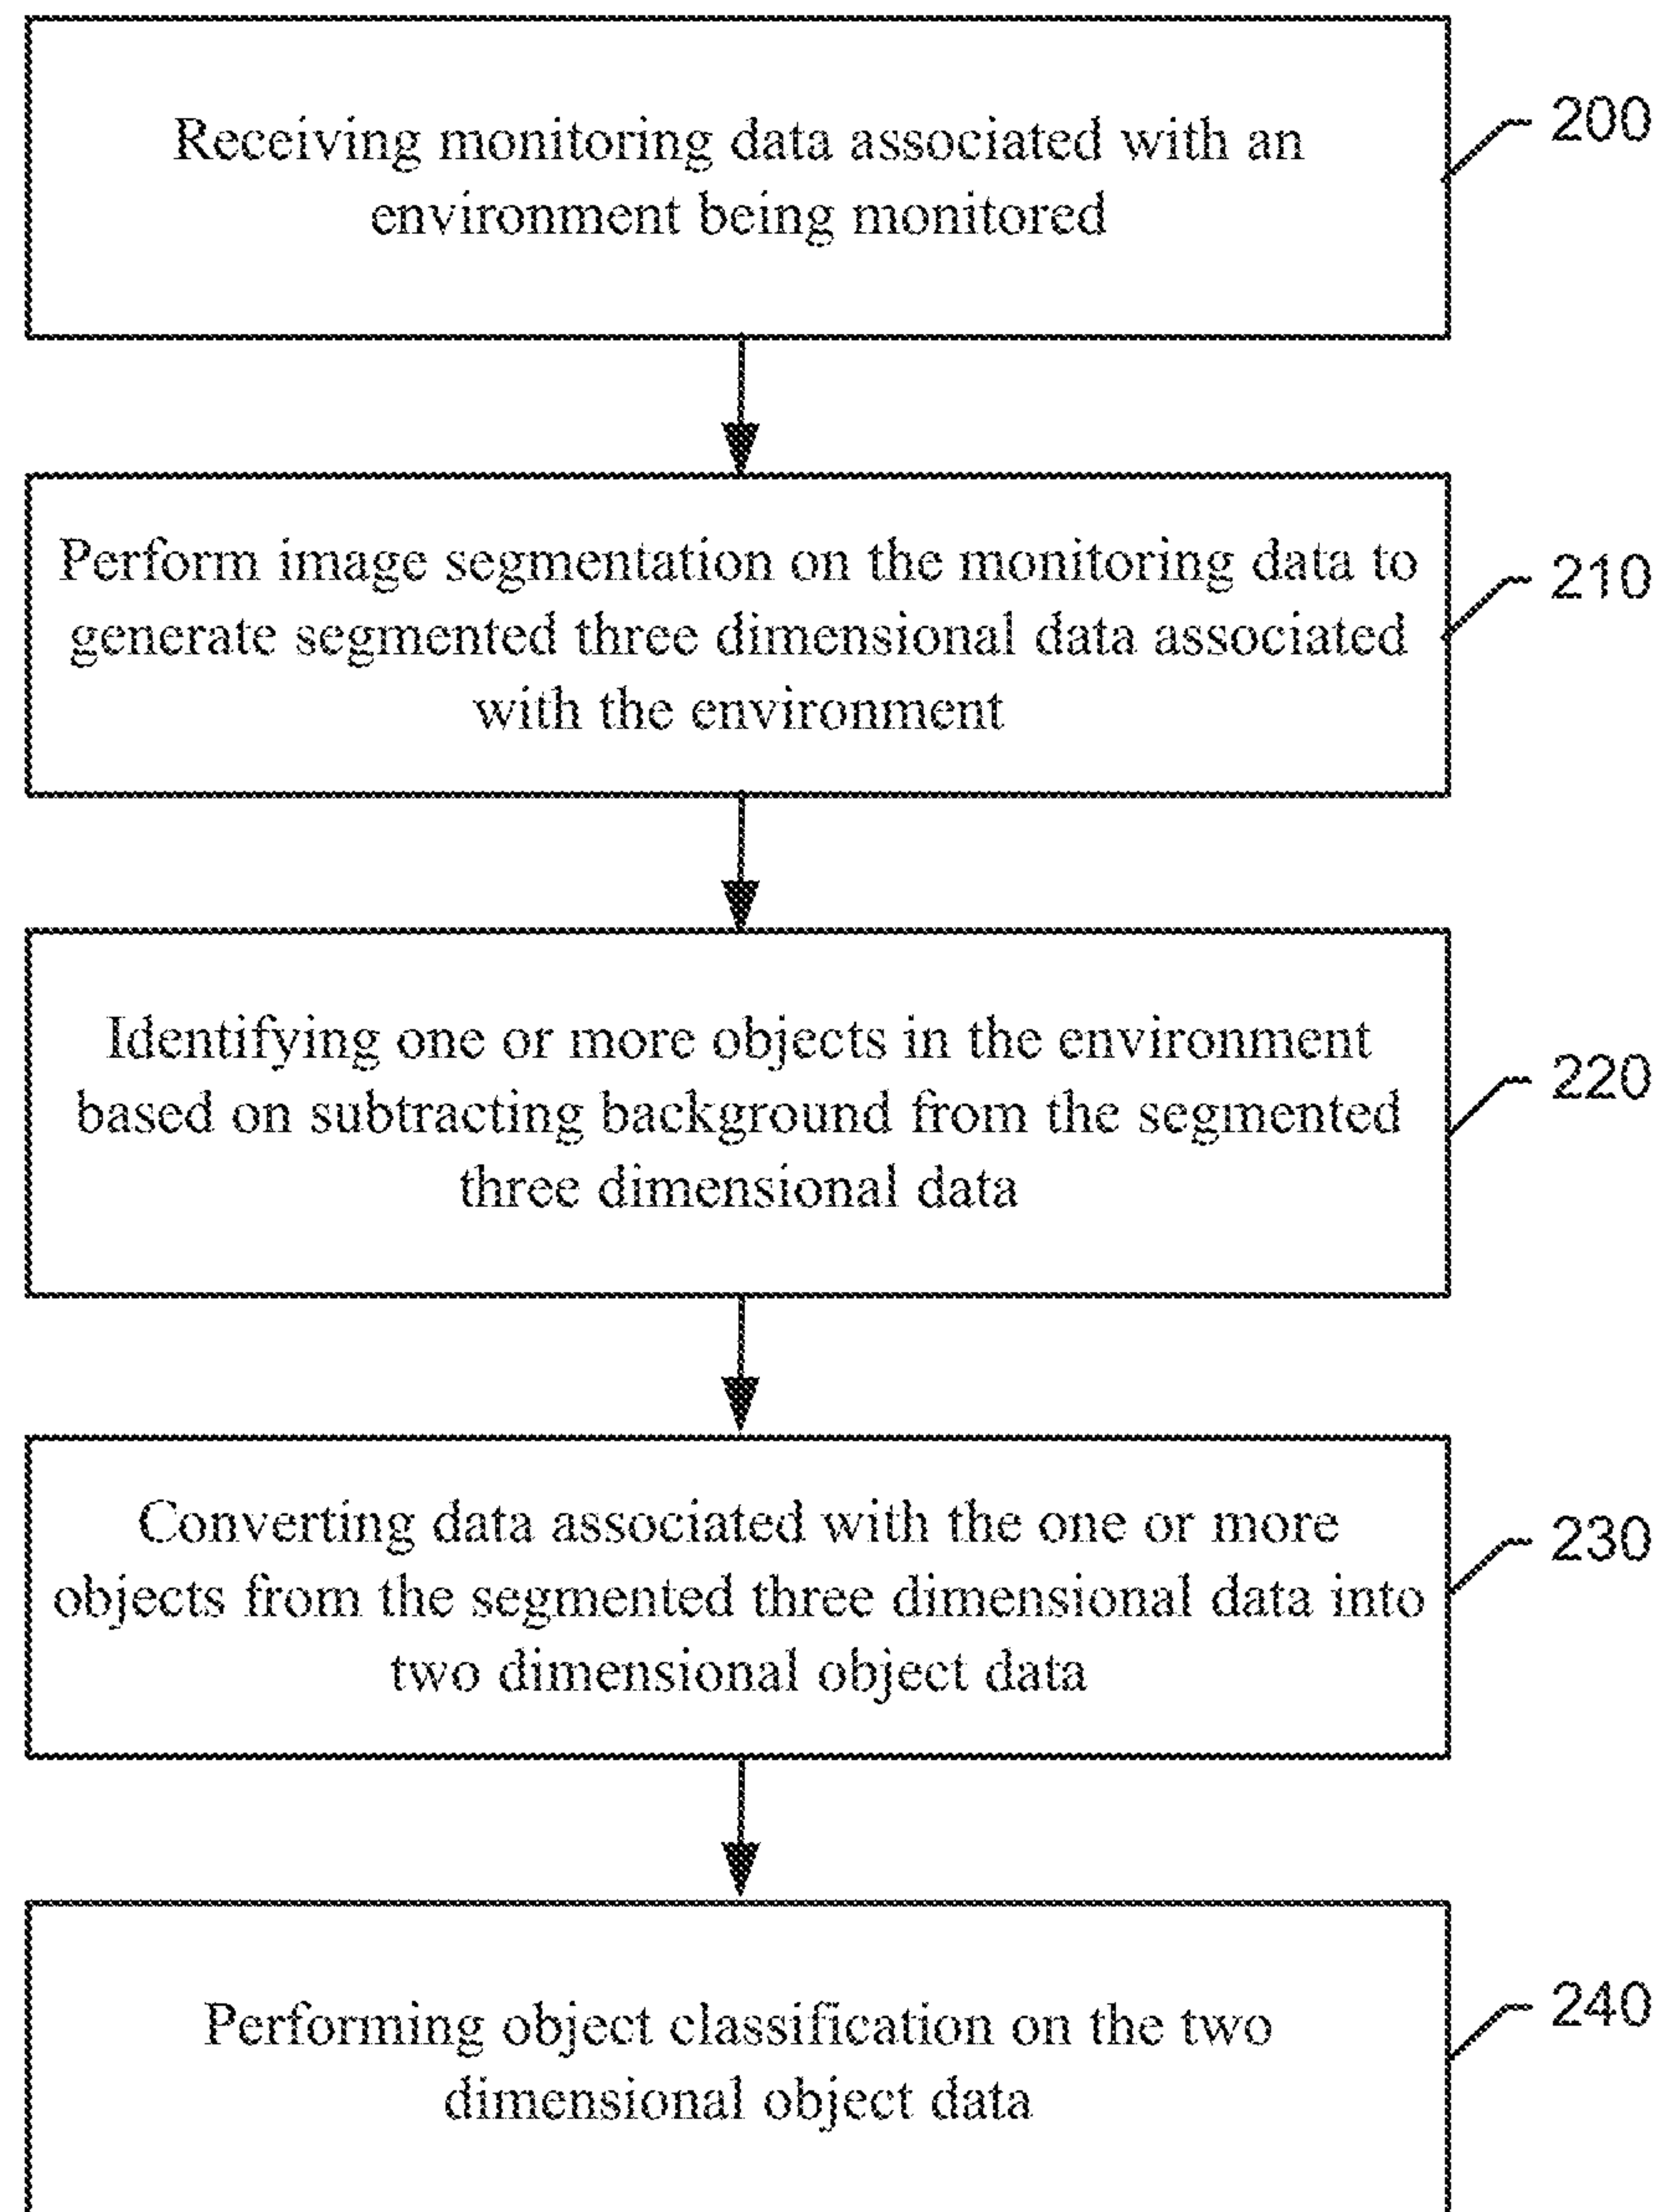 Receiving monitoring data associated with an
environment being monitored
200
Perform image segmentation on the monitoring data to
generate segmented three dimensional data associated
with the environment
210
Identifying one or more objects in the environment
based on subtracting background from the segmented
three dimensional data
220
Converting data associated with the one or more
objects from the segmented three dimensional data into
two dimensional object data
230
Performing object classification on the two
dimensional object data
240